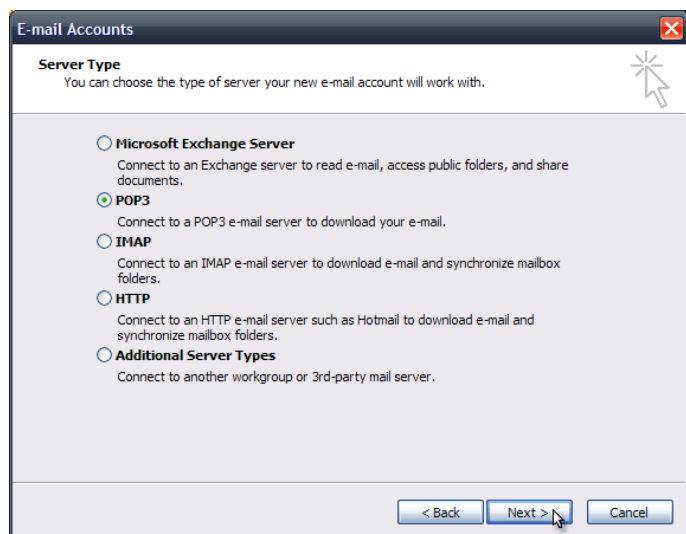 E-mail Accounts
Server Type
You can choose the type of server your new e-mail account will work with.
Microsoft Exchange Server
Connect to an Exchange server to read e-mail, access public folders, and share
documents.
POP3
Connect to a POP3 e-mail server to download your e-mail.
IMAP
Connect to an IMAP e-mail server to download e-mail and synchronize mailbox
folders.
HTTP
Connect to an HTTP e-mail server such as Hotmail to download e-mail and
synchronize mailbox folders.
Additional Server Types
Connect to another workgroup or 3rd-party mail server.
< Back Next > Cancel